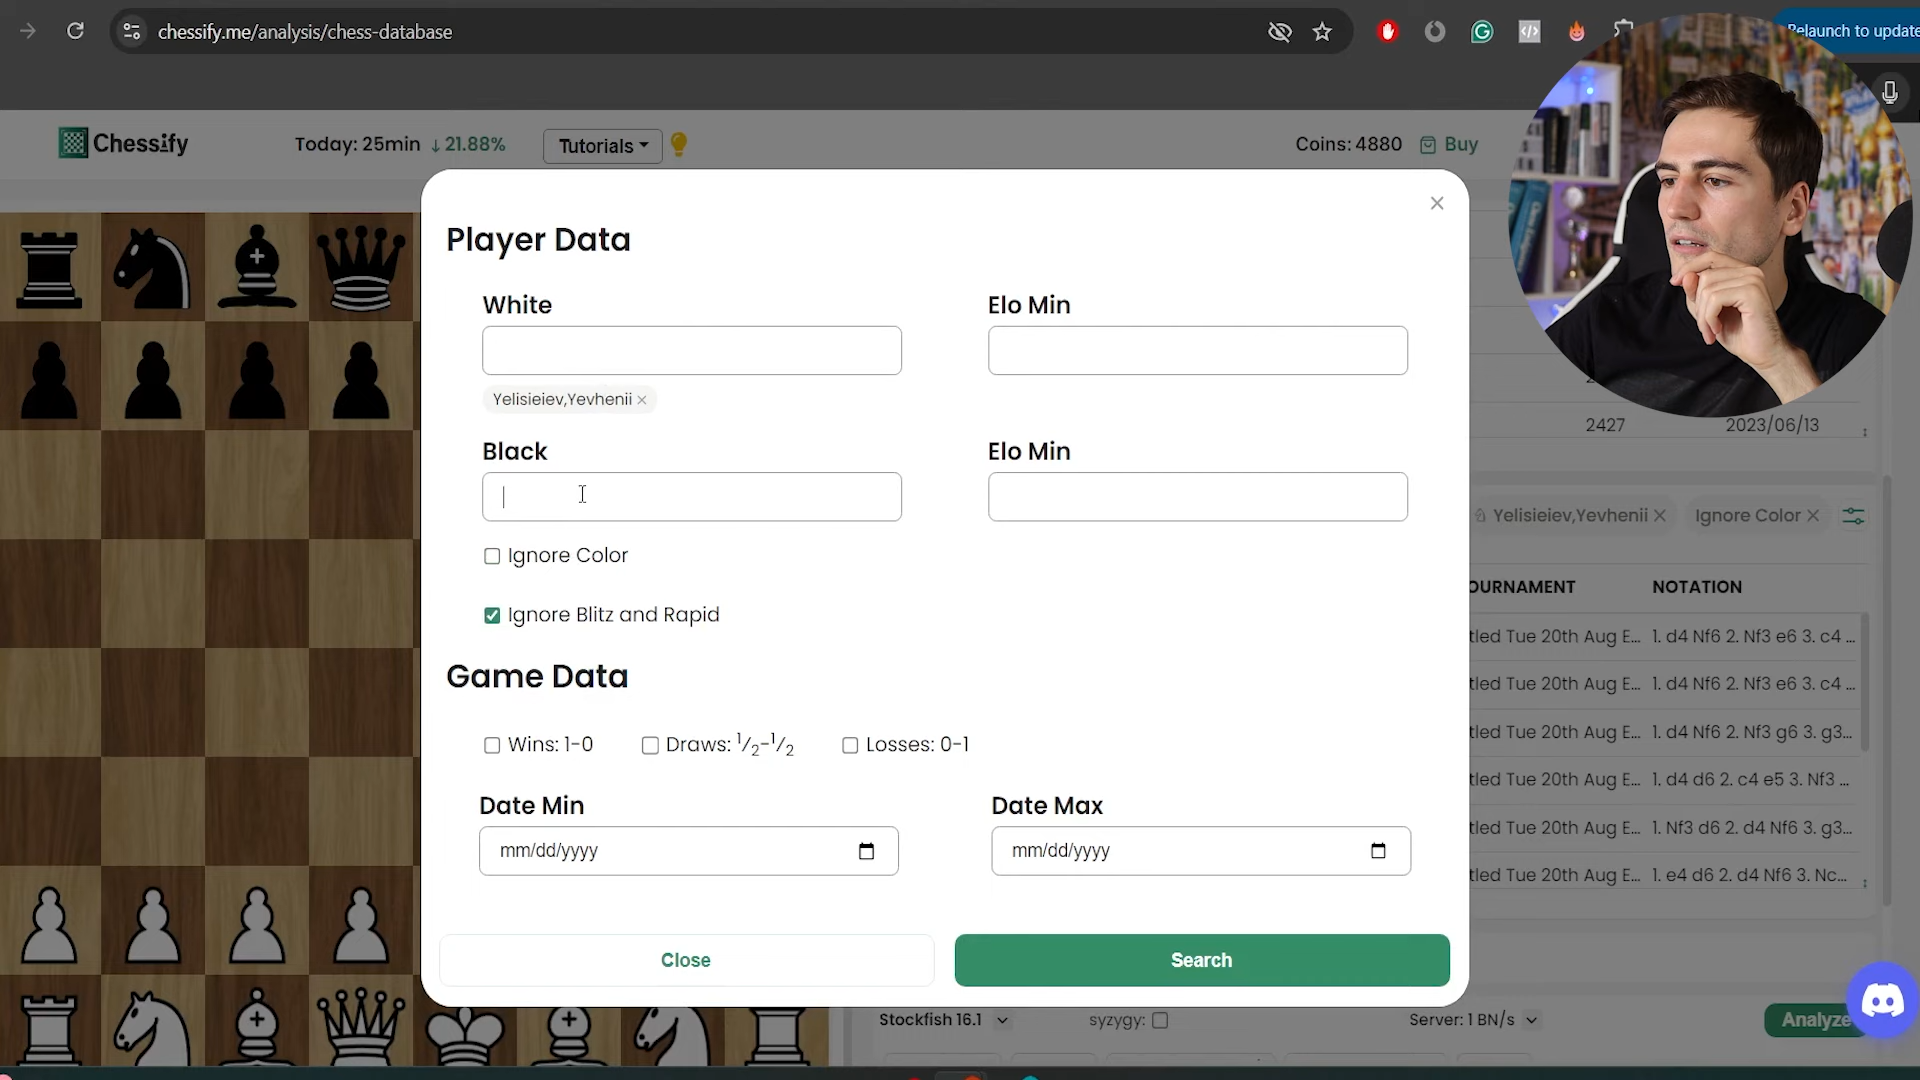 chessify.me/analysis/chess-database
Relaunch to update
Chessify
Today: 25min ↓ 21.88%
Tutorials
Coins: 4880
Buy
Player Data
White
Elo Min
Yelisieiev,Yevhenii ×
Black
Elo Min
Ignore Color
Ignore Blitz and Rapid
Game Data
Wins: 1-0
Draws: 1/2-1/2
Losses: 0-1
Date Min
Date Max
mm/dd/yyyy
mm/dd/yyyy
Close
Search
2427 2023/06/13
Yelisieiev,Yevhenii ×
Ignore Color ×
OURNAMENT NOTATION
tled Tue 20th Aug E... 1. d4 Nf6 2. Nf3 e6 3. c4 ...
tled Tue 20th Aug E... 1. d4 Nf6 2. Nf3 e6 3. c4 ...
tled Tue 20th Aug E... 1. d4 Nf6 2. Nf3 g6 3. g3...
tled Tue 20th Aug E... 1. d4 d6 2. c4 e5 3. Nf3 ...
tled Tue 20th Aug E... 1. Nf3 d6 2. d4 Nf6 3. g3...
tled Tue 20th Aug E... 1. e4 d6 2. d4 Nf6 3. Nc...
Stockfish 16.1
syzygy:
Server: 1 BN/s
Analyze